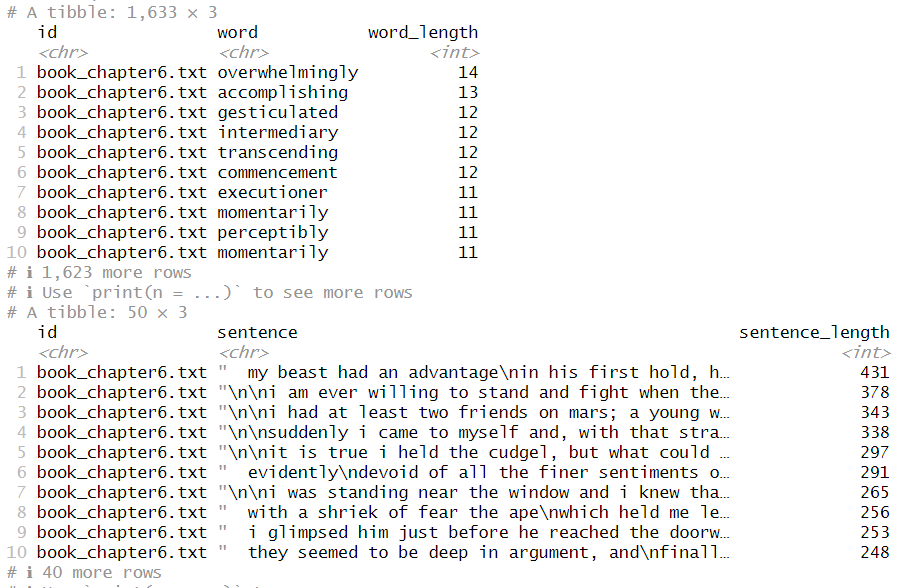 # A tibble: 1,633 × 3
id word word_length
<chr> <chr> <int>
1 book_chapter6.txt overwhelmingly 14
2 book_chapter6.txt accomplishing 13
3 book_chapter6.txt gesticulated 12
4 book_chapter6.txt intermediary 12
5 book_chapter6.txt transcending 12
6 book_chapter6.txt commencement 12
7 book_chapter6.txt executioner 11
8 book_chapter6.txt momentarily 11
9 book_chapter6.txt perceptibly 11
10 book_chapter6.txt momentarily 11
# ℹ 1,623 more rows
# ℹ Use `print(n = ...)` to see more rows
# A tibble: 50 × 3
id sentence sentence_length
<chr> <chr> <int>
1 book_chapter6.txt "  my beast had an advantage\nin his first hold, h… 431
2 book_chapter6.txt "\n\ni am ever willing to stand and fight when the… 378
3 book_chapter6.txt "\n\ni had at least two friends on mars; a young w… 343
4 book_chapter6.txt "\n\nsuddenly i came to myself and, with that stra… 338
5 book_chapter6.txt "\n\nit is true i held the cudgel, but what could … 297
6 book_chapter6.txt "  evidently\ndevoid of all the finer sentiments o… 291
7 book_chapter6.txt "\n\ni was standing near the window and i knew tha… 265
8 book_chapter6.txt "  with a shriek of fear the ape\nwhich held me le… 256
9 book_chapter6.txt "  i glimpsed him just before he reached the doorw… 253
10 book_chapter6.txt "  they seemed to be deep in argument, and\nfinall… 248
# ℹ 40 more rows